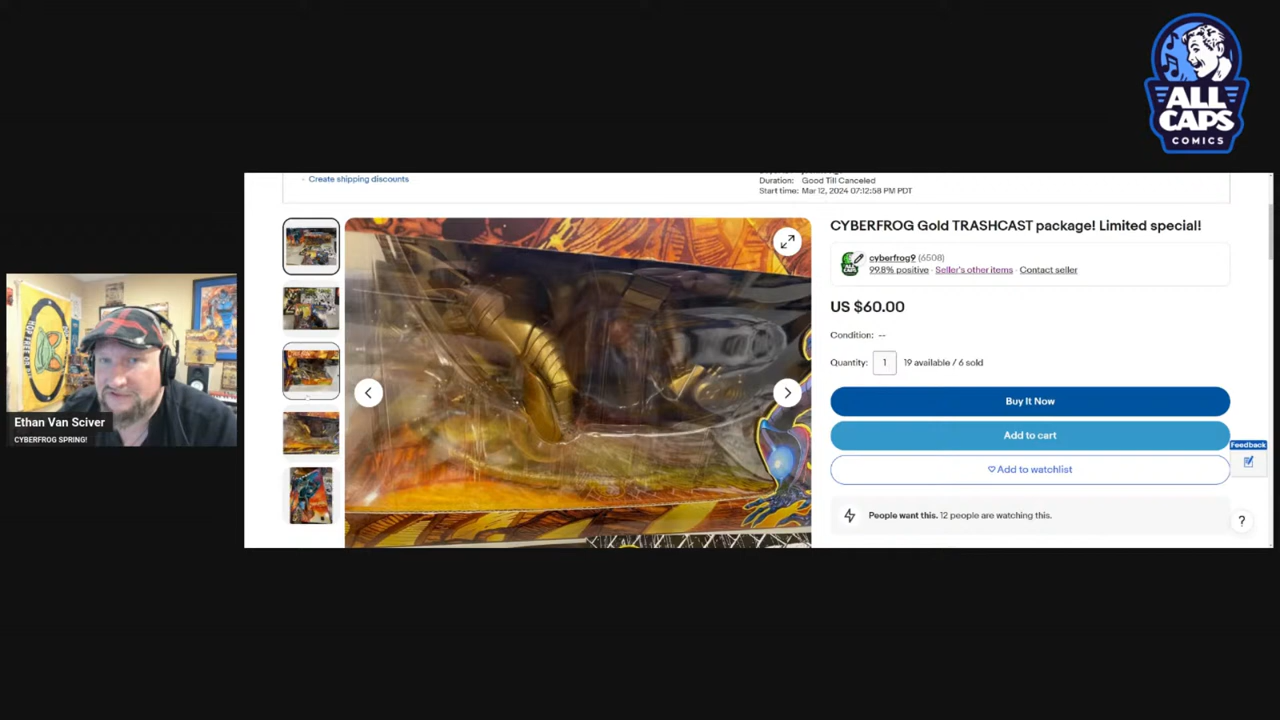 ALL
CAPS
COMICS
Create shipping discounts
Duration: Good Till Canceled
Start time: Mar 12, 2024 07:12:58 PM PDT
CYBERFROG Gold TRASHCAST package! Limited special!
ALL
CAPS
cyberfrog9 (6508)
99.8% positive · Seller's other items · Contact seller
US $60.00
Condition: --
Quantity: 1 19 available / 6 sold
Buy It Now
Add to cart
Add to watchlist
Feedback
People want this. 12 people are watching this.
?
Ethan Van Sciver
CYBERFROG SPRING!